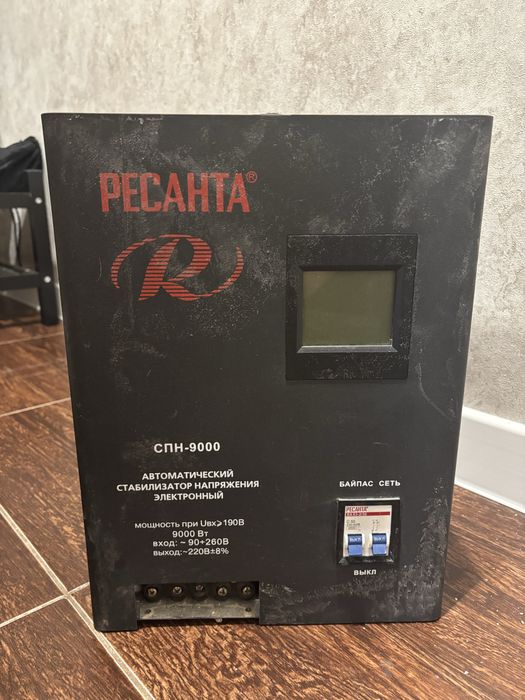 РЕСАНТА®
R
СПН-9000
АВТОМАТИЧЕСКИЙ
СТАБИЛИЗАТОР НАПРЯЖЕНИЯ
ЭЛЕКТРОННЫЙ
мощность при Uвх⩾190В
9000 Вт
вход: ~ 90÷260В
выход:~220В±8%
БАЙПАС СЕТЬ
РЕСАНТА
ВЫКЛ